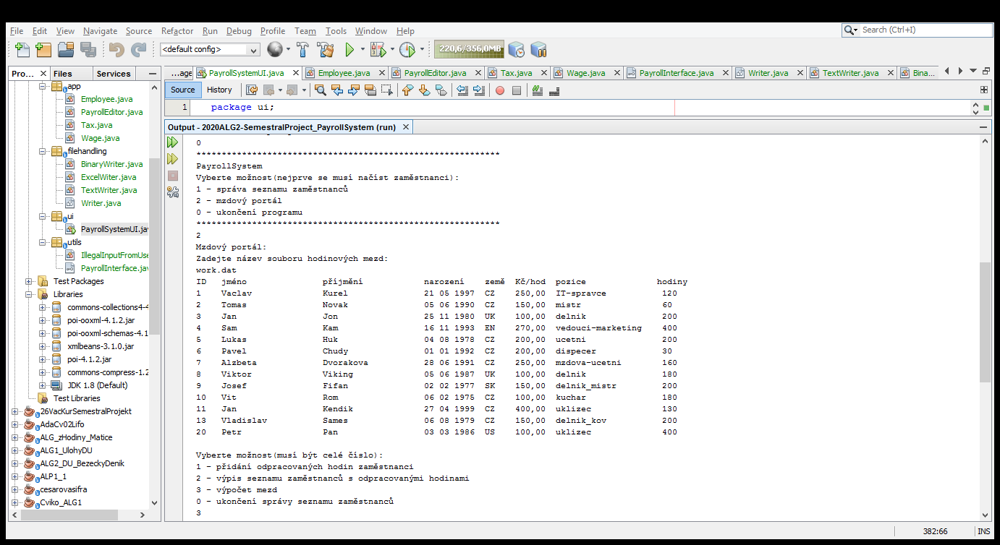 File Edit View Navigate Source Refactor Run Debug Profile Team Tools Window Help
Search (Ctrl+I)
<default config>
220,6/356,0MB
Pro... Files Services
...age PayrollSystemUI.java Employee.java PayrollEditor.java Tax.java Wage.java PayrollInterface.java Writer.java TextWriter.java Bina...
Source History
1 package ui;
app
Employee.java
PayrollEditor.java
Tax.java
Wage.java
filehandling
BinaryWriter.java
ExcelWiter.java
TextWriter.java
Writer.java
ui
PayrollSystemUI.jav
utils
IllegalInputFromUse
PayrollInterface.jav
Test Packages
Libraries
commons-collections4-4
poi-ooxml-4.1.2.jar
poi-ooxml-schemas-4.1
xmlbeans-3.1.0.jar
poi-4.1.2.jar
commons-compress-1.2
JDK 1.8 (Default)
Test Libraries
26VacKurSemestralProjekt
AdaCv02Lifo
ALG_zHodiny_Matice
ALG1_UlohyDU
ALG2_DU_BezeckyDenik
ALP1_1
cesarovasifra
Cviko_ALG1
Output - 2020ALG2-SemestralProject_PayrollSystem (run)
0
************************************************************
PayrollSystem
Vyberte možnost(nejprve se musí načíst zaměstnanci):
1 - správa seznamu zaměstnanců
2 - mzdový portál
0 - ukončení programu
************************************************************
2
Mzdový portál:
Zadejte název souboru hodinových mezd:
work.dat
ID jméno příjmění narození země Kč/hod pozice hodiny
1 Vaclav Kurel 21 05 1997 CZ 250,00 IT-spravce 120
2 Tomas Novak 05 06 1990 CZ 150,00 mistr 60
3 Jan Jon 25 11 1980 UK 100,00 delnik 200
4 Sam Kam 16 11 1993 EN 270,00 vedouci-marketing 400
5 Lukas Huk 04 08 1978 CZ 200,00 ucetni 200
6 Pavel Chudy 01 01 1992 CZ 200,00 dispecer 30
7 Alzbeta Dvorakova 28 06 1991 CZ 250,00 mzdova-ucetni 160
8 Viktor Viking 05 06 1987 UK 100,00 delnik 180
9 Josef Fifan 02 02 1977 SK 150,00 delnik_mistr 200
10 Vit Rom 06 02 1975 CZ 100,00 kuchar 180
11 Jan Kendik 27 04 1999 CZ 400,00 uklizec 130
13 Vladislav Sames 06 08 1979 CZ 150,00 delnik_kov 200
20 Petr Pan 03 03 1986 US 100,00 uklizec 400
Vyberte možnost(musí být celé číslo):
1 - přidání odpracovaných hodin zaměstnanci
2 - výpis seznamu zaměstnanců s odpracovanými hodinami
3 - výpočet mezd
0 - ukončení správy seznamu zaměstnanců
3
382:66 INS